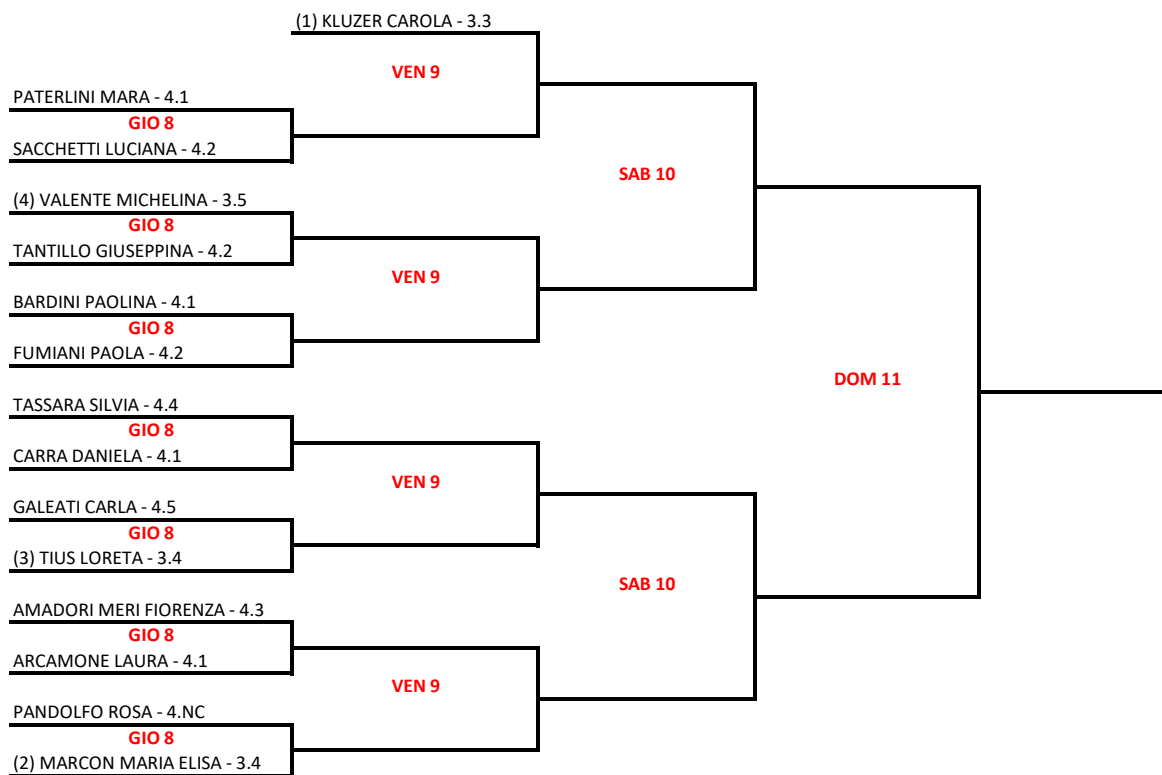 (1) KLUZER CAROLA - 3.3
VEN 9
PATERLINI MARA - 4.1
GIO 8
SACCHETTI LUCIANA - 4.2
SAB 10
(4) VALENTE MICHELINA - 3.5
GIO 8
TANTILLO GIUSEPPINA - 4.2
VEN 9
BARDINI PAOLINA - 4.1
GIO 8
FUMIANI PAOLA - 4.2
DOM 11
TASSARA SILVIA - 4.4
GIO 8
CARRA DANIELA - 4.1
VEN 9
GALEATI CARLA - 4.5
GIO 8
(3) TIUS LORETA - 3.4
SAB 10
AMADORI MERI FIORENZA - 4.3
GIO 8
ARCAMONE LAURA - 4.1
VEN 9
PANDOLFO ROSA - 4.NC
GIO 8
(2) MARCON MARIA ELISA - 3.4